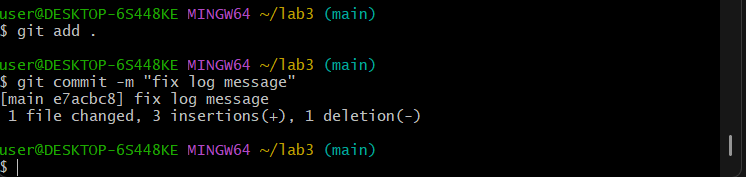 user@DESKTOP-6S448KE MINGW64 ~/lab3 (main)
$ git add .
user@DESKTOP-6S448KE MINGW64 ~/lab3 (main)
$ git commit -m "fix log message"
[main e7acbc8] fix log message
 1 file changed, 3 insertions(+), 1 deletion(-)
user@DESKTOP-6S448KE MINGW64 ~/lab3 (main)
$